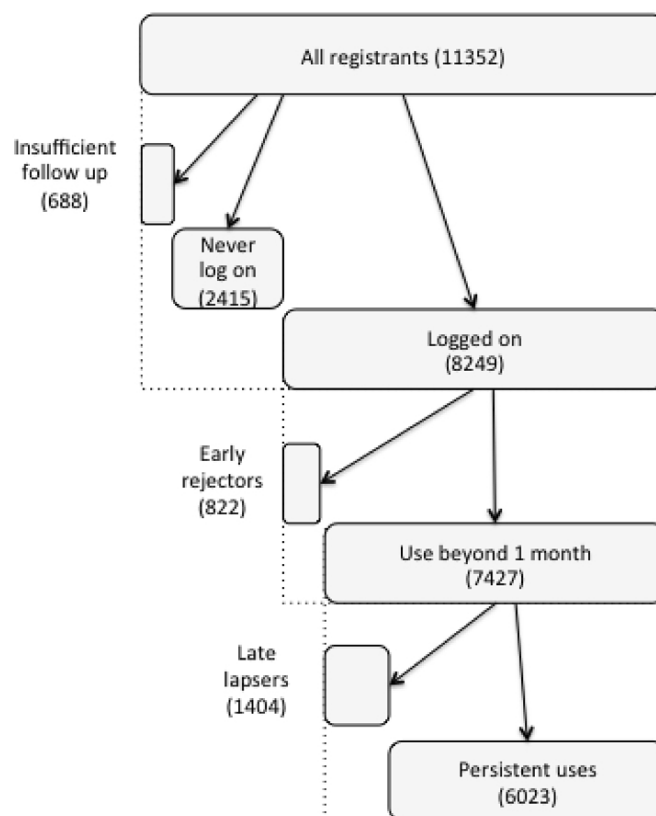 All registrants (11352)
Insufficient
follow up
(688)
Never
log on
(2415)
Logged on
(8249)
Early
rejectors
(822)
Use beyond 1 month
(7427)
Late
lapsers
(1404)
Persistent uses
(6023)